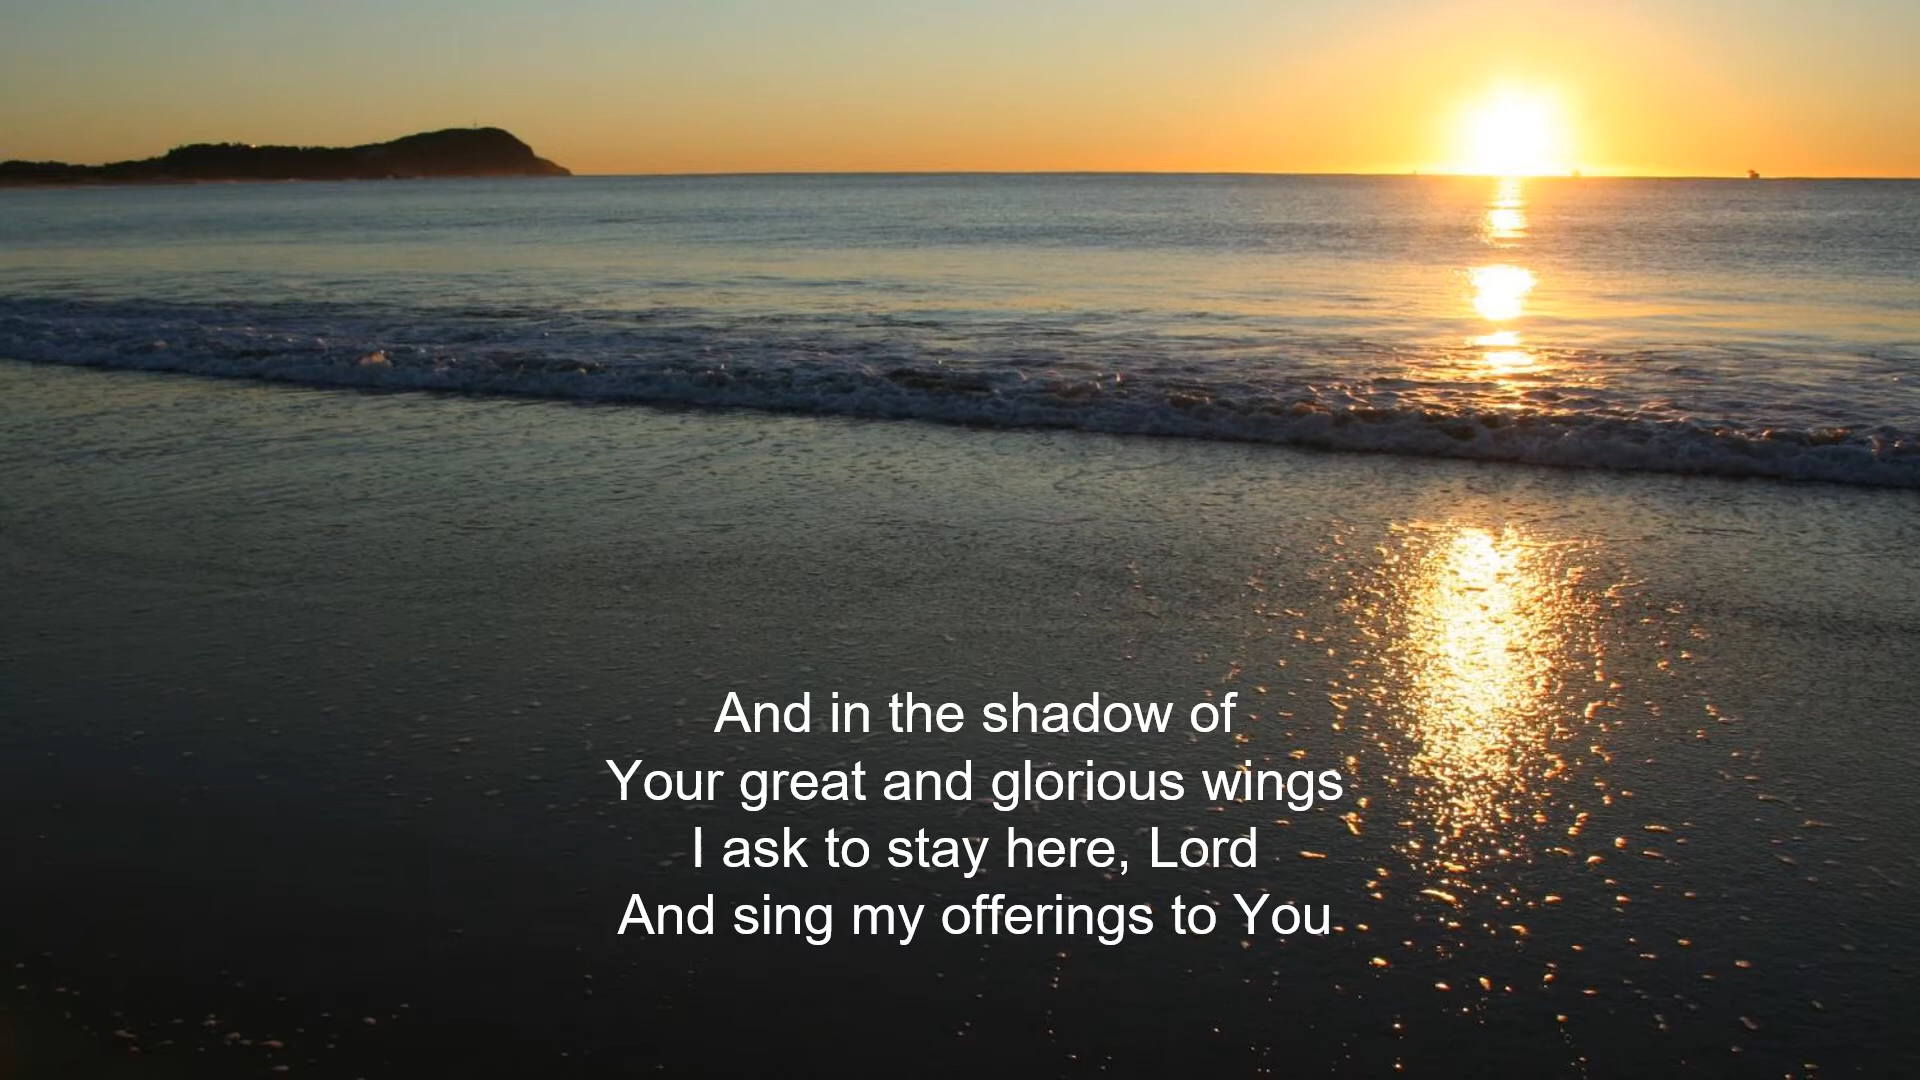 And in the shadow of
Your great and glorious wings
I ask to stay here, Lord
And sing my offerings to You